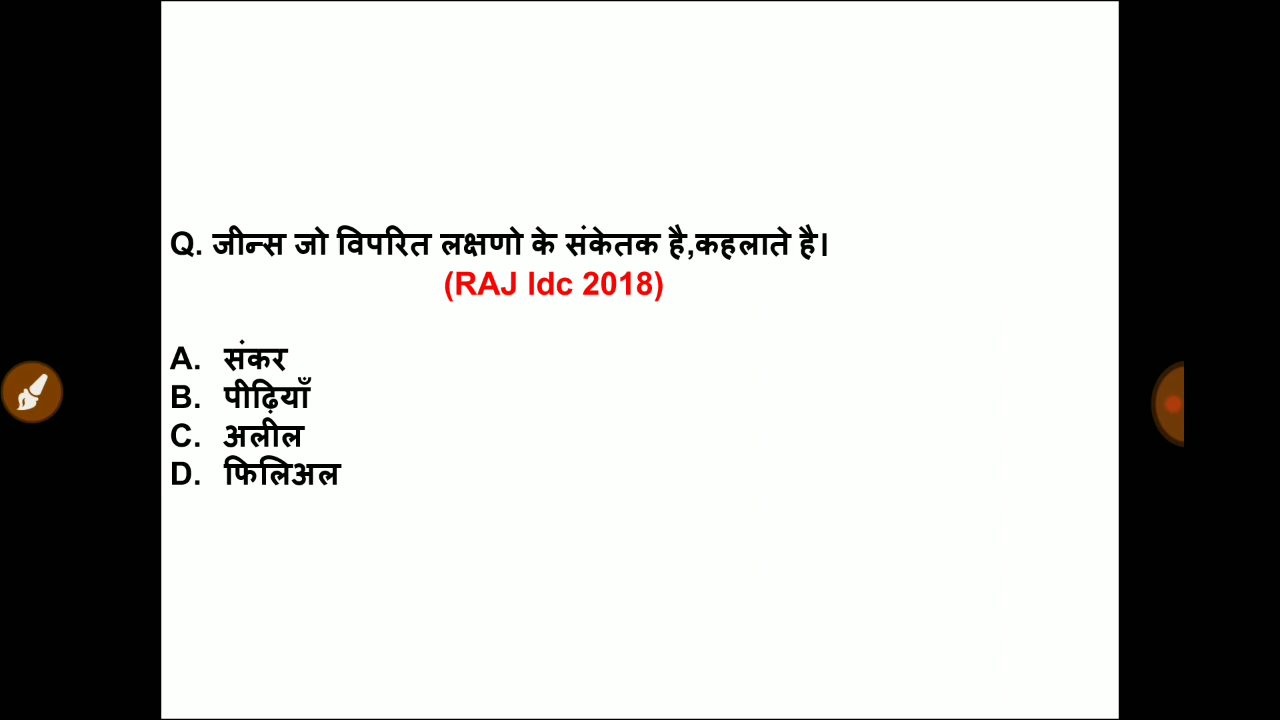 Q. जीन्स जो विपरित लक्षणो के संकेतक है,कहलाते है।
(RAJ ldc 2018)
A. संकर
B. पीढ़ियाँ
C. अलील
D. फिलिअल